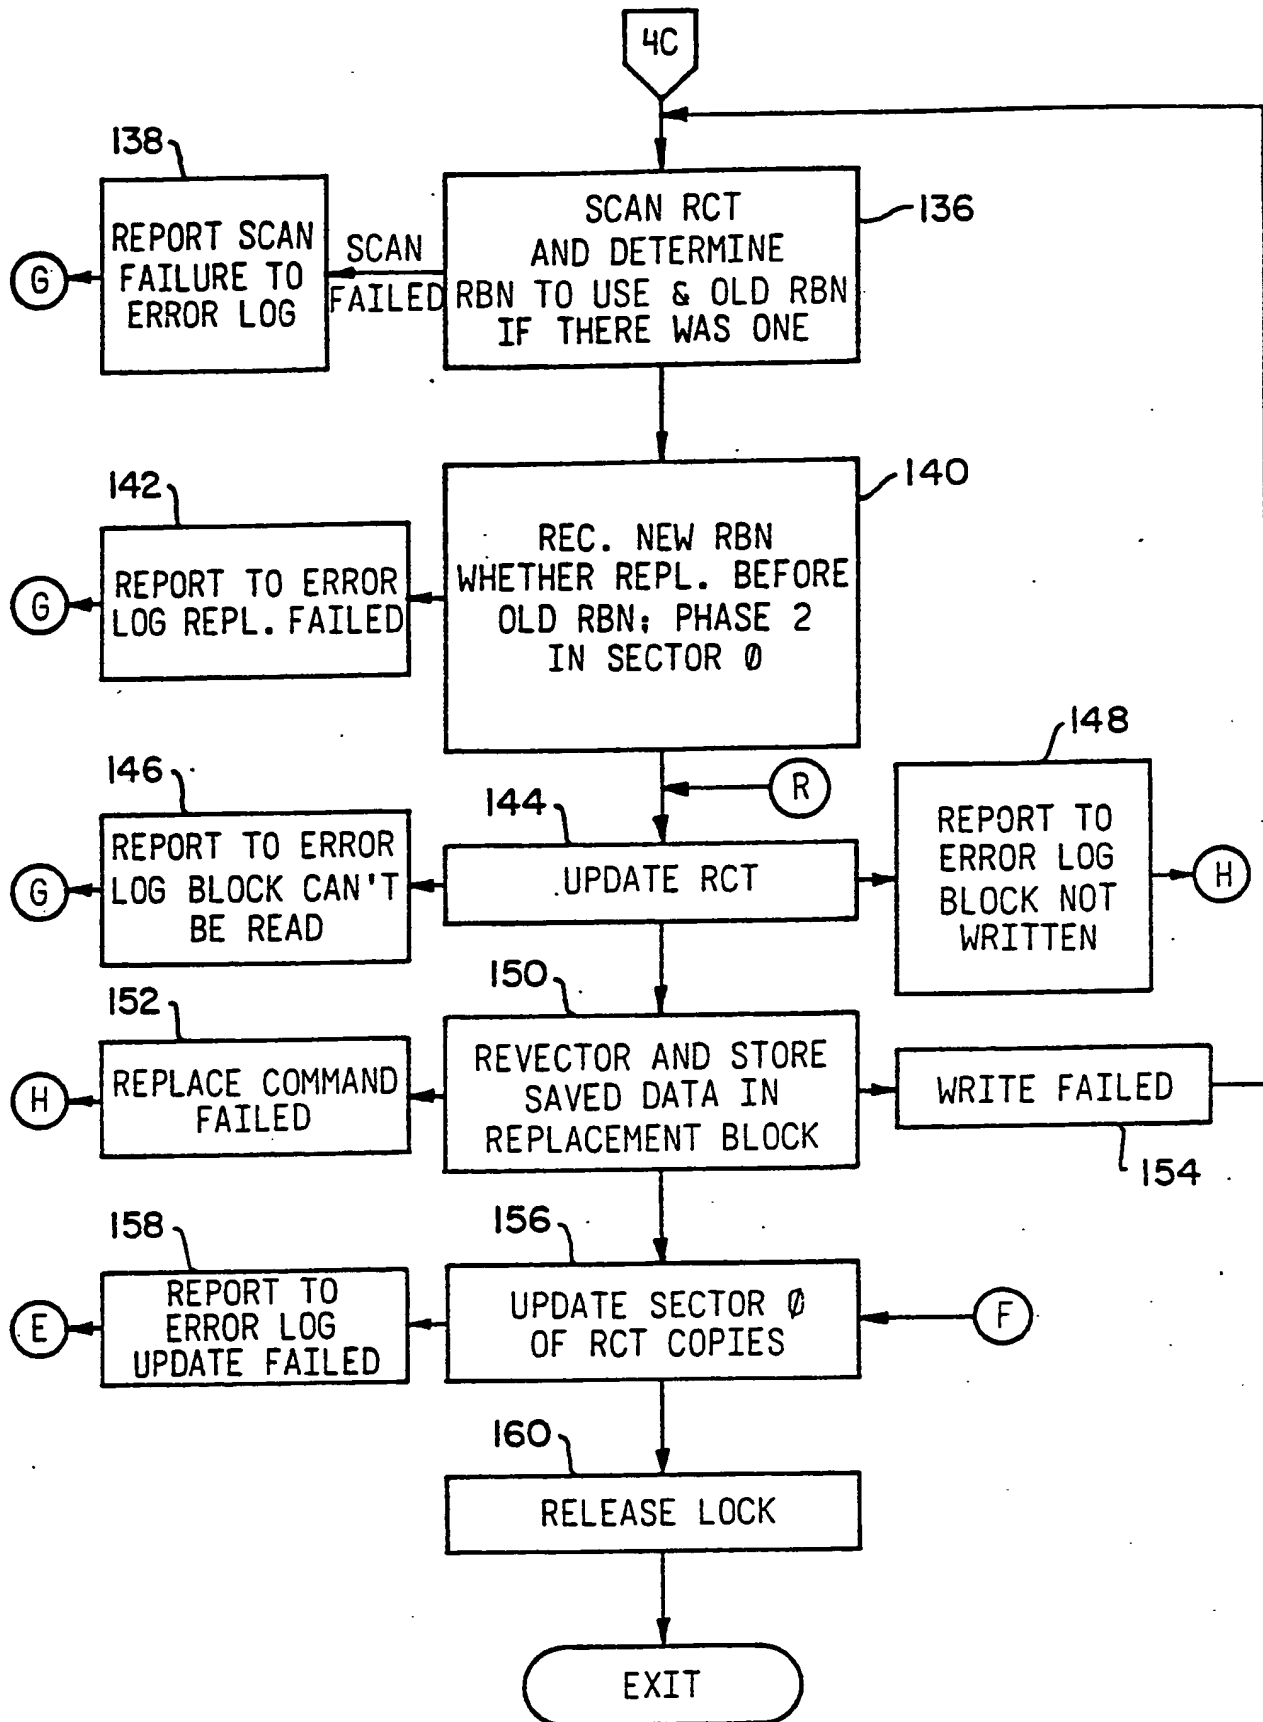 4C
138
REPORT SCAN
FAILURE TO
ERROR LOG
G
SCAN
FAILED
SCAN RCT
AND DETERMINE
RBN TO USE & OLD RBN
IF THERE WAS ONE
136
142
REPORT TO ERROR
LOG REPL. FAILED
G
REC. NEW RBN
WHETHER REPL. BEFORE
OLD RBN; PHASE 2
IN SECTOR Ø
140
R
146
REPORT TO ERROR
LOG BLOCK CAN'T
BE READ
G
144
UPDATE RCT
148
REPORT TO
ERROR LOG
BLOCK NOT
WRITTEN
H
152
REPLACE COMMAND
FAILED
H
150
REVECTOR AND STORE
SAVED DATA IN
REPLACEMENT BLOCK
WRITE FAILED
154
158
REPORT TO
ERROR LOG
UPDATE FAILED
E
156
UPDATE SECTOR Ø
OF RCT COPIES
F
160
RELEASE LOCK
EXIT